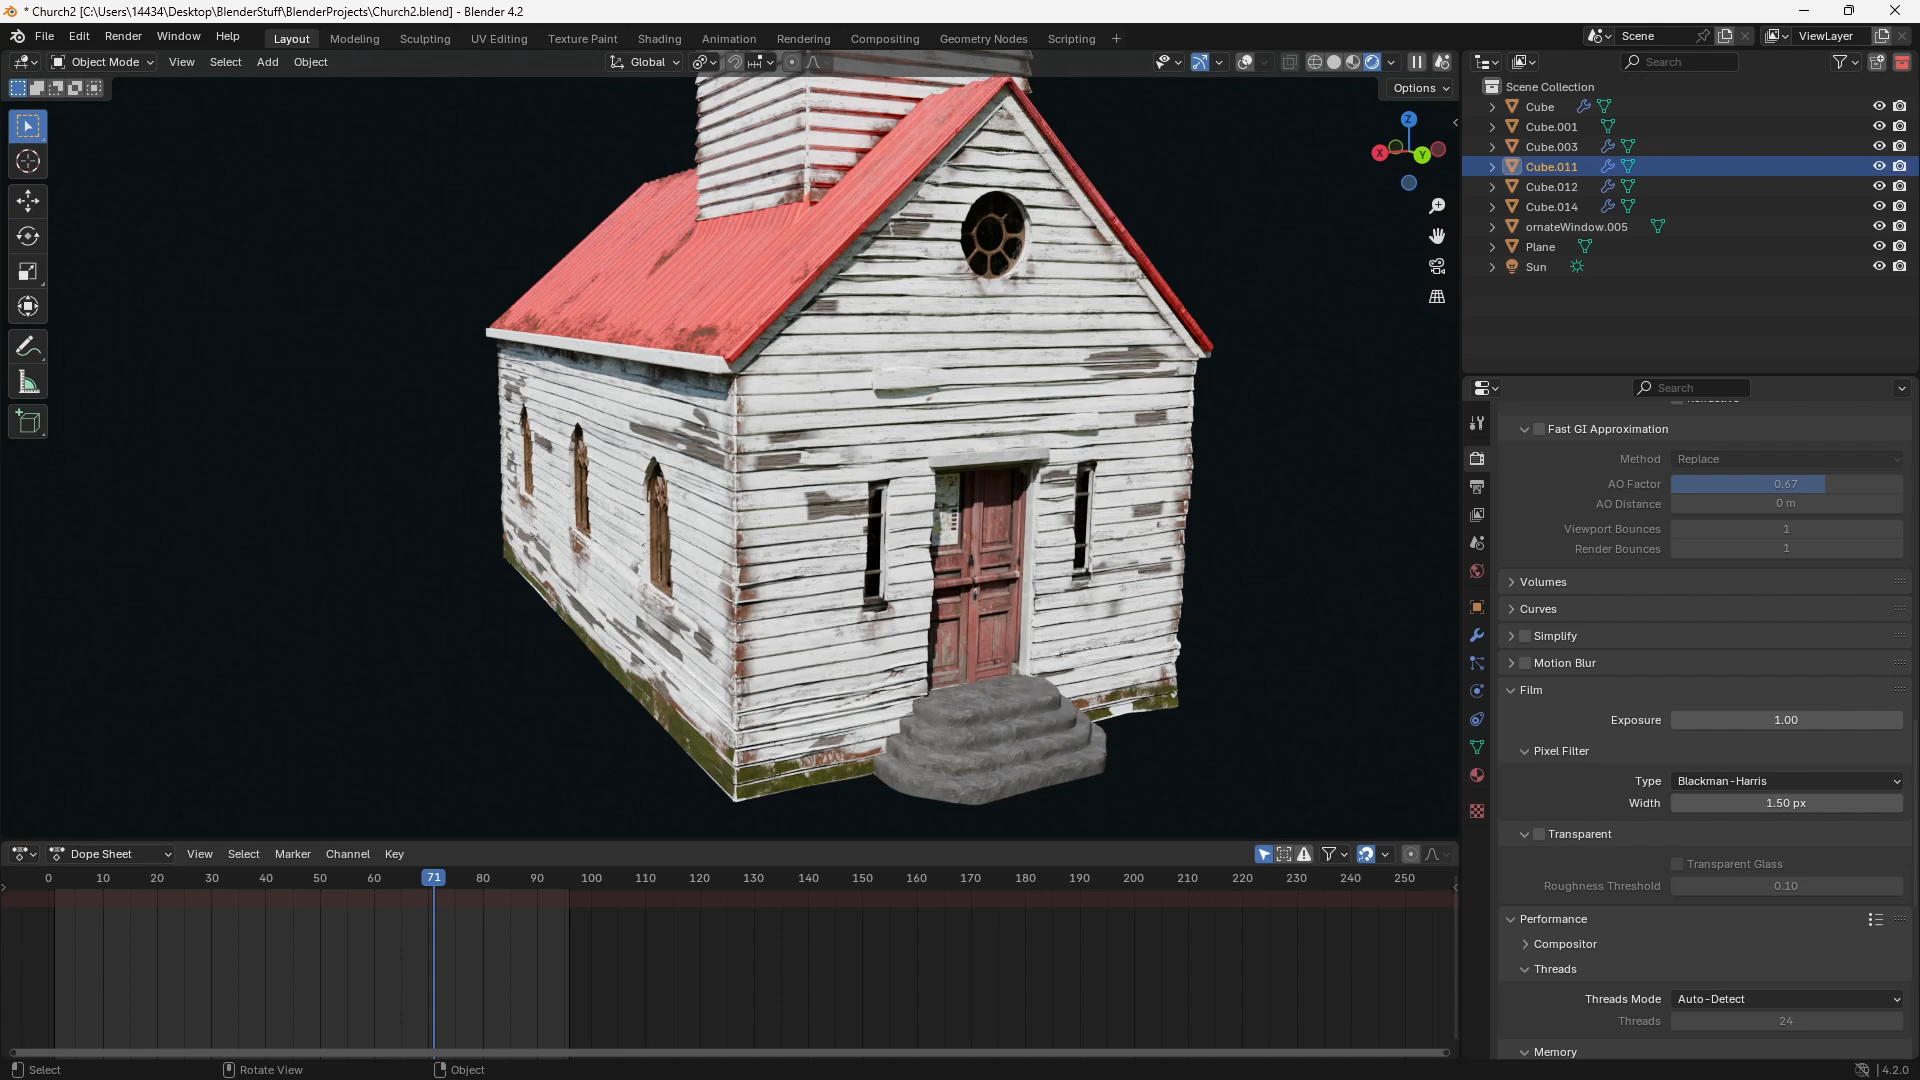 * Church2 [C:\Users\14434\Desktop\BlenderStuff\BlenderProjects\Church2.blend] - Blender 4.2
File Edit Render Window Help Layout Modeling Sculpting UV Editing Texture Paint Shading Animation Rendering Compositing Geometry Nodes Scripting + Scene ViewLayer
Object Mode View Select Add Object Global Search
Options
Z
X Y
Scene Collection
Cube
Cube.001
Cube.003
Cube.011
Cube.012
Cube.014
ornateWindow.005
Plane
Sun
Search
Fast GI Approximation
Method Replace
AO Factor 0.67
AO Distance 0 m
Viewport Bounces 1
Render Bounces 1
Volumes
Curves
Simplify
Motion Blur
Film
Exposure 1.00
Pixel Filter
Type Blackman-Harris
Width 1.50 px
Transparent
Transparent Glass
Roughness Threshold 0.10
Performance
Compositor
Threads
Threads Mode Auto-Detect
Threads 24
Memory
Dope Sheet View Select Marker Channel Key
0 10 20 30 40 50 60 71 80 90 100 110 120 130 140 150 160 170 180 190 200 210 220 230 240 250
Select Rotate View Object 4.2.0